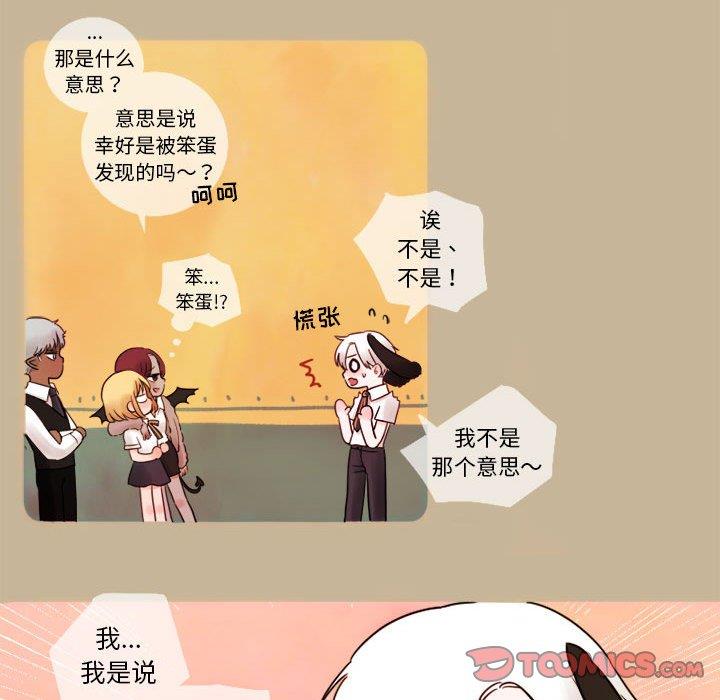 ...
那是什么
意思？
意思是说
幸好是被笨蛋
发现的吗～？
呵呵
诶
不是、
不是！
笨...
笨蛋!?
慌张
我不是
那个意思～
我...
我是说
TOOMICS.com